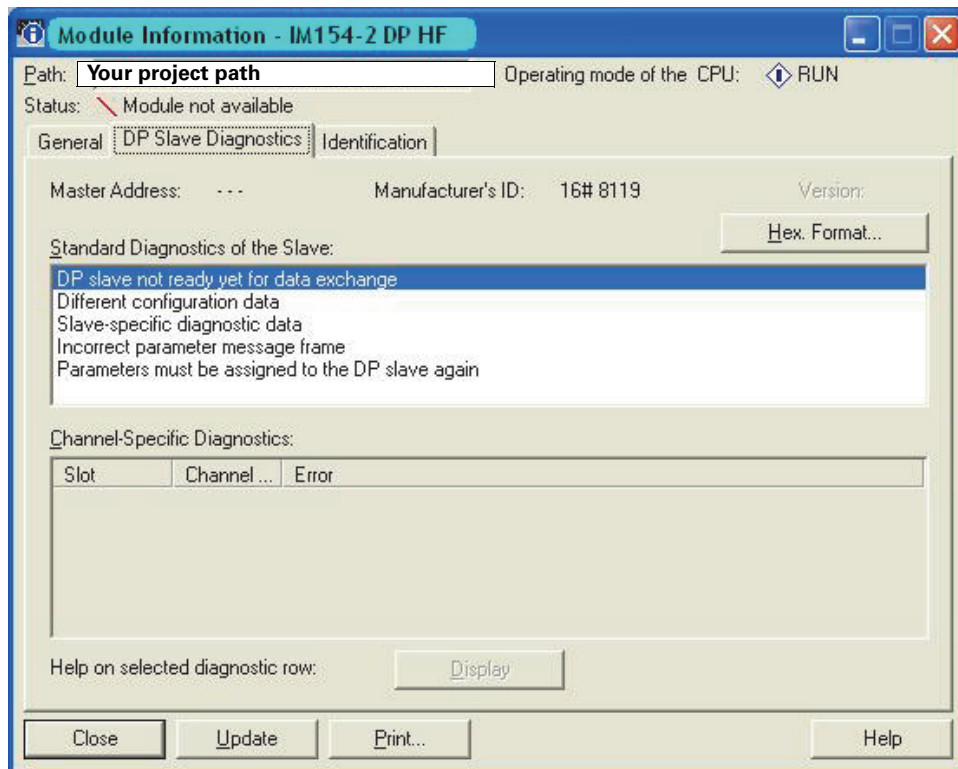 Module Information - IM154-2 DP HF
Path: Your project path Operating mode of the CPU: RUN
Status: Module not available
General DP Slave Diagnostics Identification
Master Address: - - - Manufacturer's ID: 16# 8119 Version:
Hex. Format...
Standard Diagnostics of the Slave:
DP slave not ready yet for data exchange
Different configuration data
Slave-specific diagnostic data
Incorrect parameter message frame
Parameters must be assigned to the DP slave again
Channel-Specific Diagnostics:
Slot Channel ... Error
Help on selected diagnostic row: Display
Close Update Print... Help